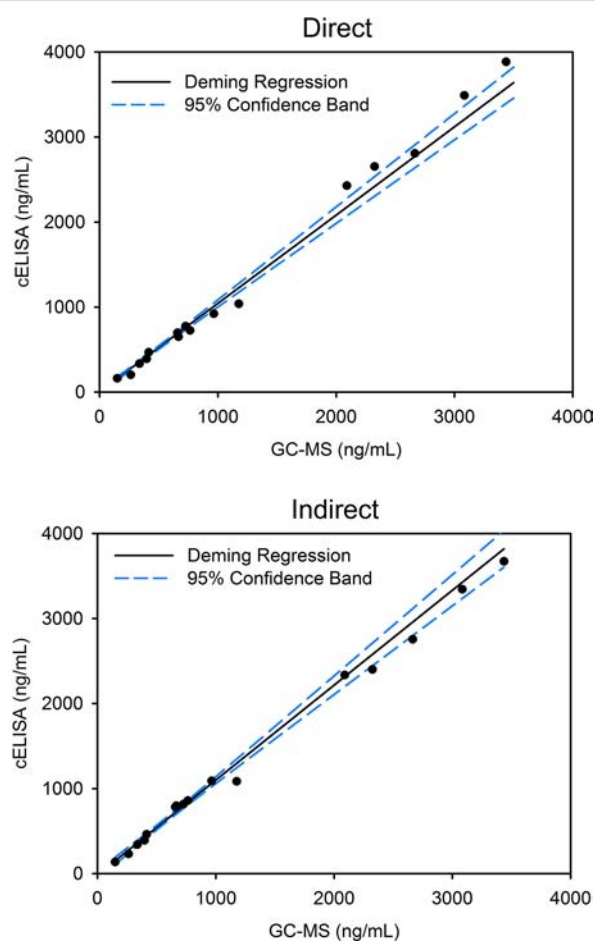 Direct
4000
Deming Regression
95% Confidence Band
3000
cELISA (ng/mL)
2000
1000
0
0 1000 2000 3000 4000
GC-MS (ng/mL)
Indirect
4000
Deming Regression
95% Confidence Band
3000
cELISA (ng/mL)
2000
1000
0
0 1000 2000 3000 4000
GC-MS (ng/mL)